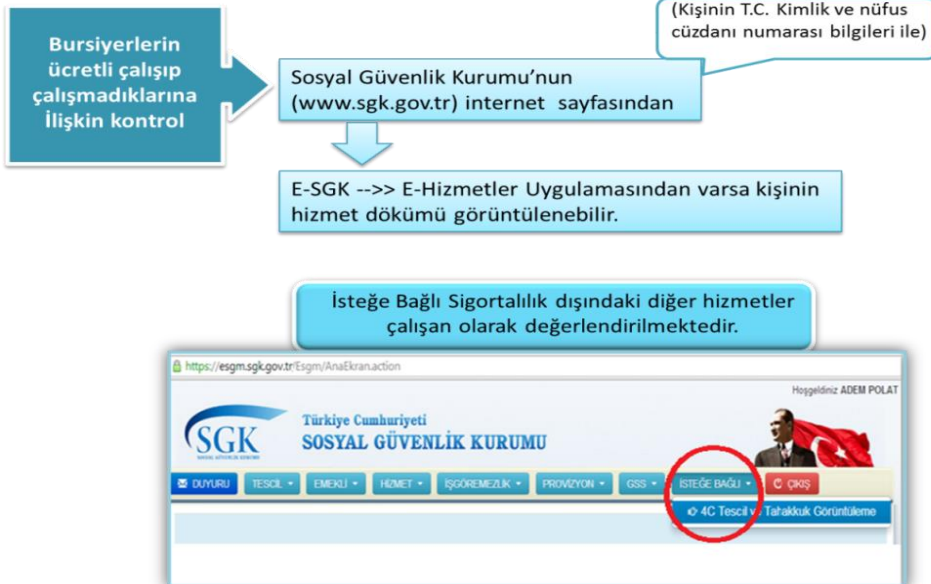 (Kişinin T.C. Kimlik ve nüfus
cüzdanı numarası bilgileri ile)
Bursiyerlerin
ücretli çalışıp
çalışmadıklarına
İlişkin kontrol
Sosyal Güvenlik Kurumu’nun
(www.sgk.gov.tr) internet sayfasından
E-SGK -->> E-Hizmetler Uygulamasından varsa kişinin
hizmet dökümü görüntülenebilir.
İsteğe Bağlı Sigortalılık dışındaki diğer hizmetler
çalışan olarak değerlendirilmektedir.
https://esgm.sgk.gov.tr/Esgm/AnaEkran.action
Hoşgeldiniz ADEM POLAT
SGK
SOSYAL GÜVENLİK KURUMU
Türkiye Cumhuriyeti
SOSYAL GÜVENLİK KURUMU
DUYURU TESCİL EMEKLİ HİZMET İŞGÖREMEZLİK PROVİZYON GSS İSTEĞE BAĞLI ÇIKIŞ
4C Tescil ve Tahakkuk Görüntüleme